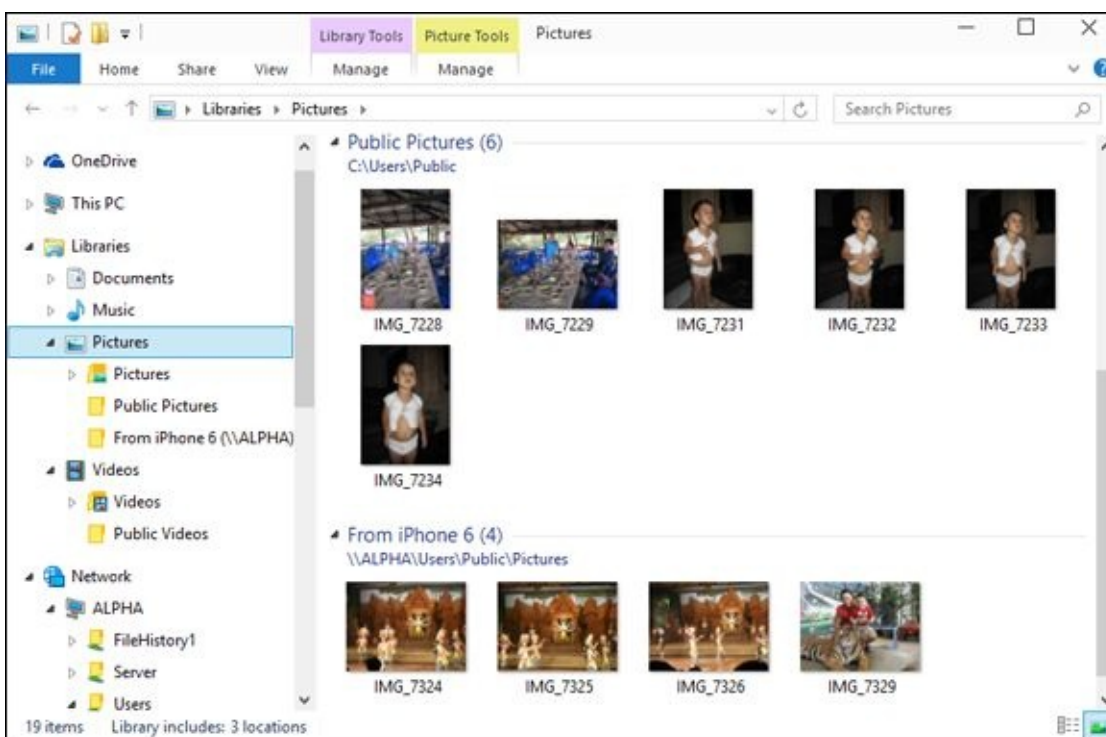 Library Tools Picture Tools Pictures
File Home Share View Manage Manage
Libraries Pictures Search Pictures
OneDrive
This PC
Libraries
Documents
Music
Pictures
Pictures
Public Pictures
From iPhone 6 (\\ALPHA)
Videos
Videos
Public Videos
Network
ALPHA
FileHistory1
Server
Users
Public Pictures (6)
C:\Users\Public
IMG_7228 IMG_7229 IMG_7231 IMG_7232 IMG_7233
IMG_7234
From iPhone 6 (4)
\\ALPHA\Users\Public\Pictures
IMG_7324 IMG_7325 IMG_7326 IMG_7329
19 items Library includes: 3 locations